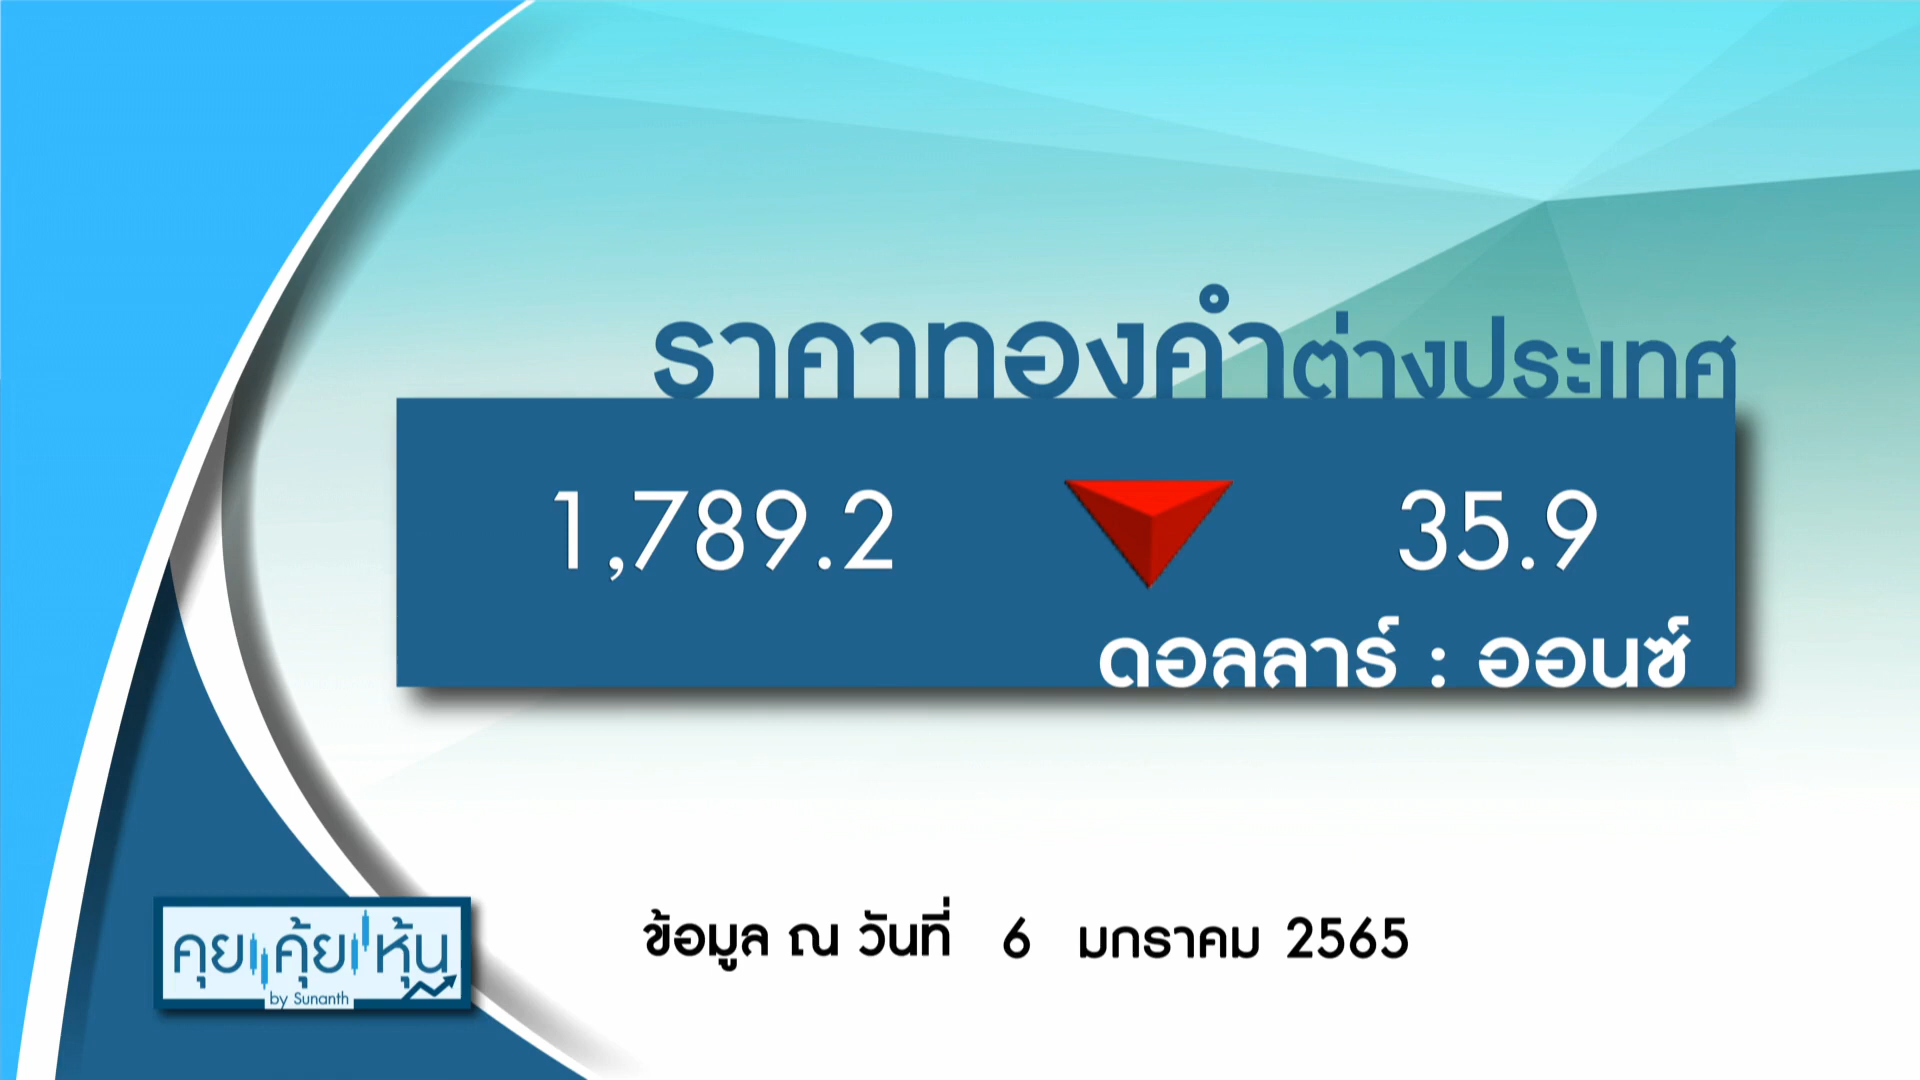 ราคาทองคำต่างประเทศ
1,789.2 35.9
ดอลลาร์ : ออนซ์
ข้อมูล ณ วันที่ 6 มกราคม 2565
คุยคุ้ยหุ้น
by Sunanth